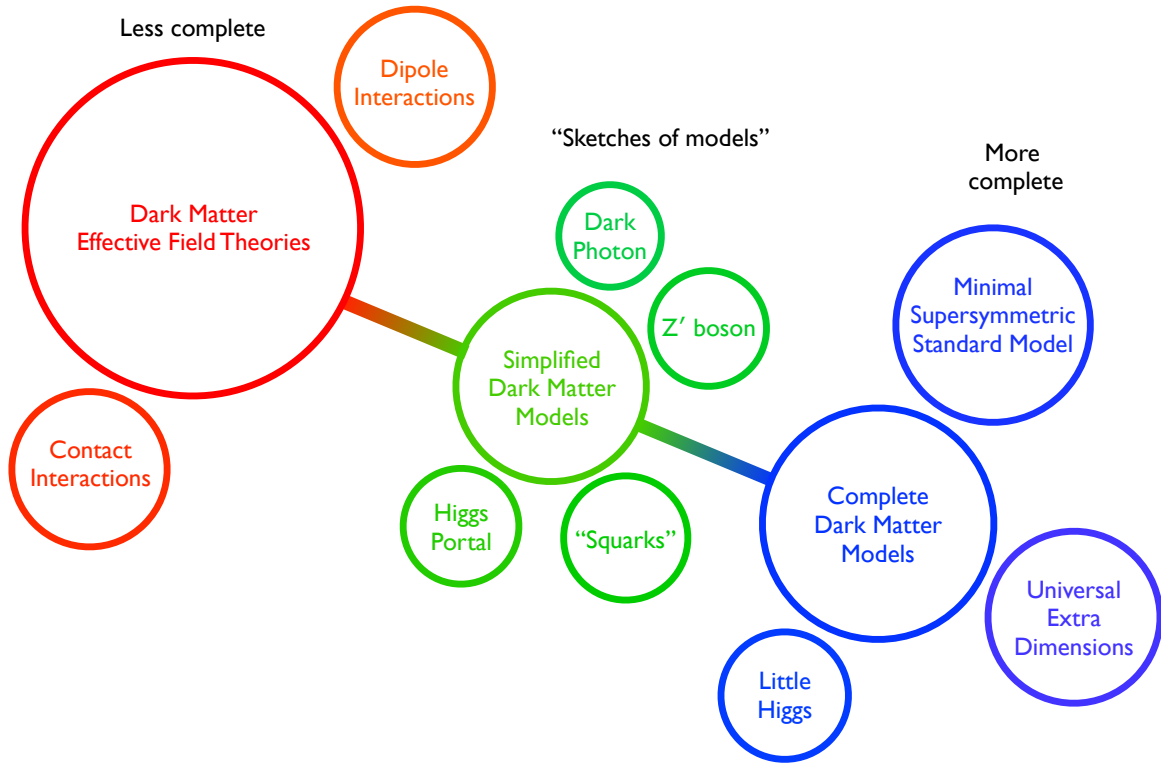 Less complete
Dipole
Interactions
“Sketches of models”
More
complete
Dark Matter
Effective Field Theories
Dark
Photon
Z′ boson
Minimal
Supersymmetric
Standard Model
Simplified
Dark Matter
Models
Contact
Interactions
Higgs
Portal
“Squarks”
Complete
Dark Matter
Models
Universal
Extra
Dimensions
Little
Higgs